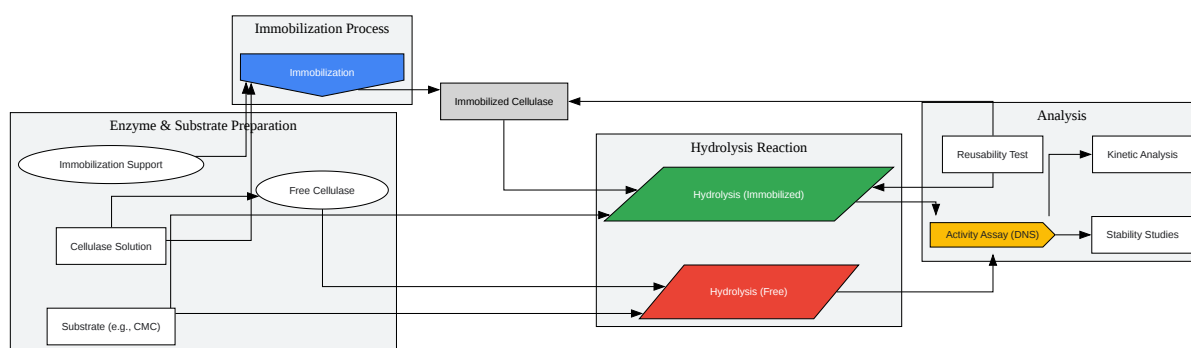 Immobilization Process
Immobilization
Immobilized Cellulase
Enzyme & Substrate Preparation
Immobilization Support
Free Cellulase
Cellulase Solution
Substrate (e.g., CMC)
Hydrolysis Reaction
Hydrolysis (Immobilized)
Hydrolysis (Free)
Analysis
Reusability Test
Kinetic Analysis
Activity Assay (DNS)
Stability Studies